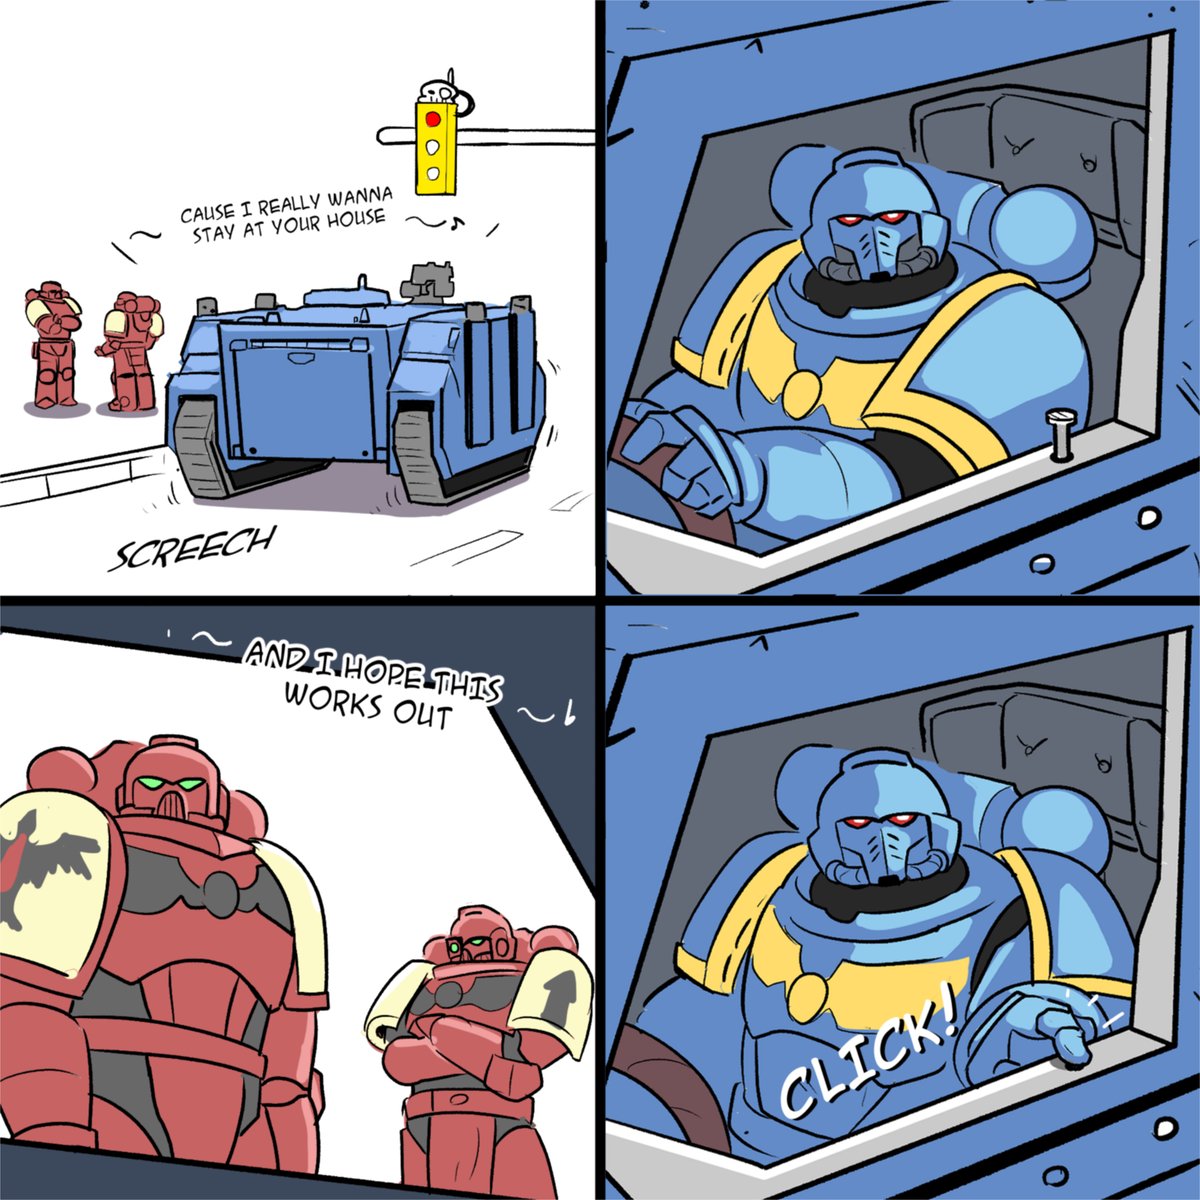 CAUSE I REALLY WANNA
STAY AT YOUR HOUSE
SCREECH
AND I HOPE THIS
WORKS OUT
CLICK!